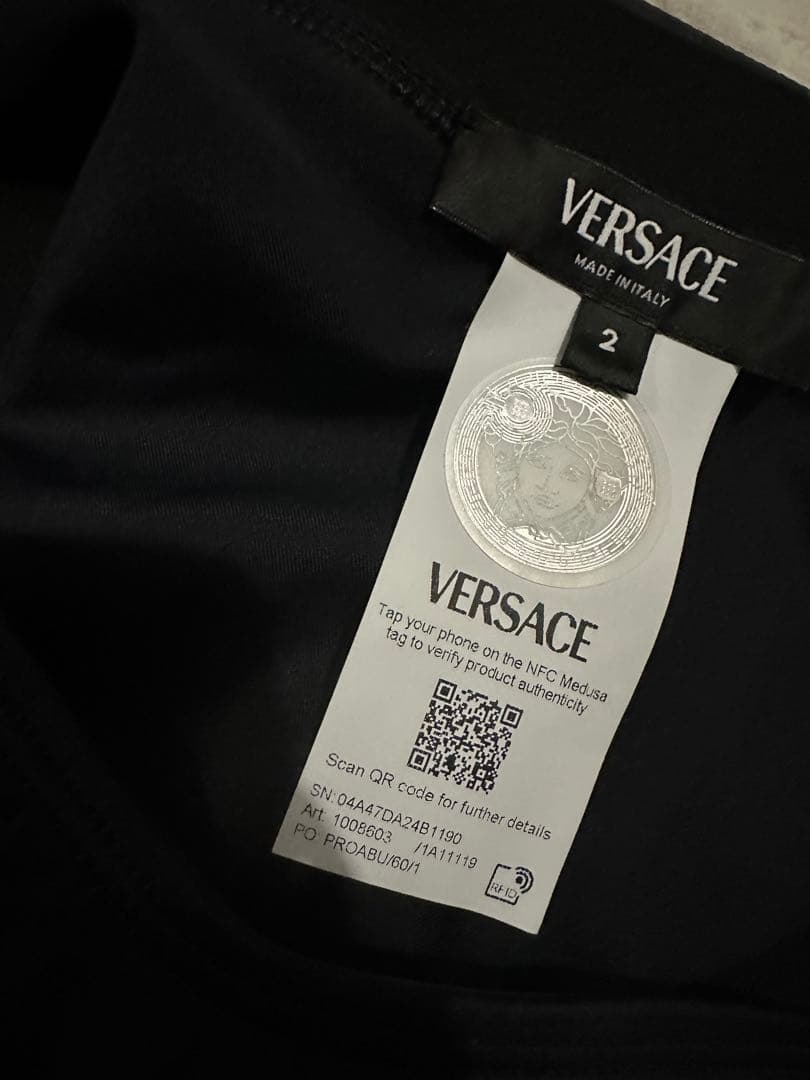 VERSACE
MADE IN ITALY
2
VERSACE
Tap your phone on the NFC Medusa
tag to verify product authenticity
Scan QR code for further details
SN: 04A47DA24B1190
Art: 1008603 /1A11119
PO: PROABU/60/1
RFID